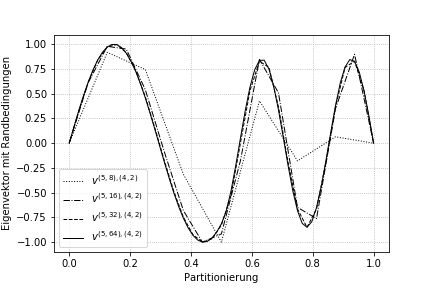 Eigenvektor mit Randbedingungen
1.00
0.75
0.50
0.25
0.00
−0.25
−0.50
−0.75
−1.00
v^(5, 8), (4, 2)
v^(5, 16), (4, 2)
v^(5, 32), (4, 2)
v^(5, 64), (4, 2)
0.0 0.2 0.4 0.6 0.8 1.0
Partitionierung